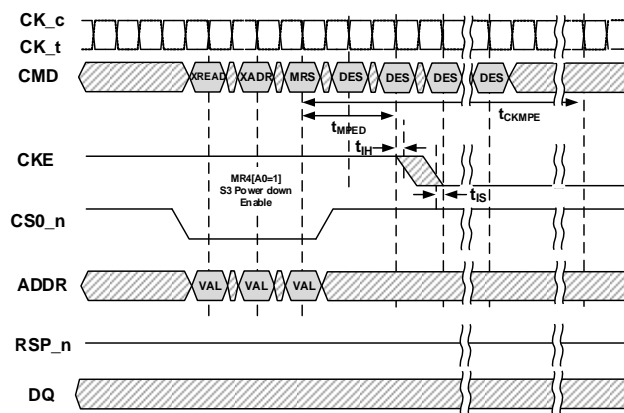 CK_c
CK_t
CMD XREAD XADR MRS DES DES DES DES
tMPED
tCKMPE
tIH
CKE
MR4[A0=1]
S3 Power down
Enable
tIS
CS0_n
ADDR VAL VAL VAL
RSP_n
DQ